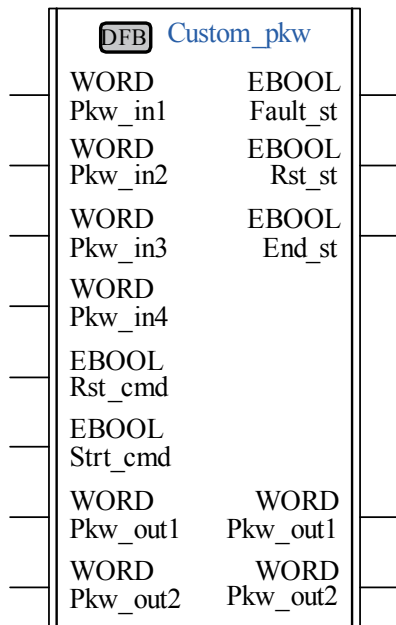 DFB Custom_pkw
WORD EBOOL
Pkw_in1 Fault_st
WORD EBOOL
Pkw_in2 Rst_st
WORD EBOOL
Pkw_in3 End_st
WORD
Pkw_in4
EBOOL
Rst_cmd
EBOOL
Strt_cmd
WORD WORD
Pkw_out1 Pkw_out1
WORD WORD
Pkw_out2 Pkw_out2